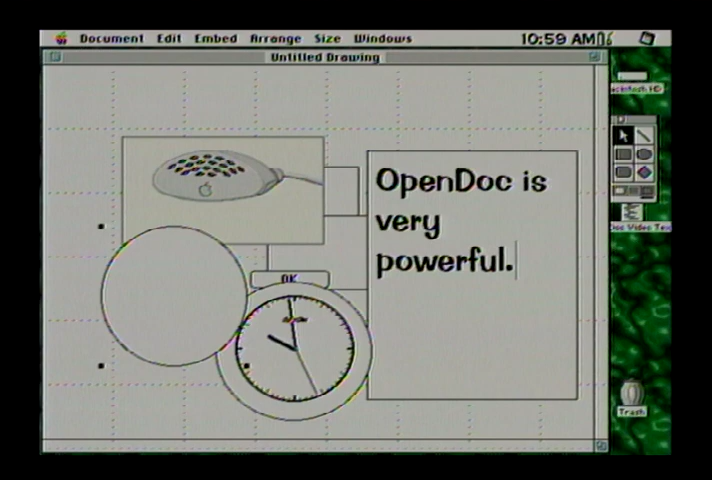 Document Edit Embed Arrange Size Windows 10:59 AM
Untitled Drawing
OpenDoc is
very
powerful.
OK
Trash